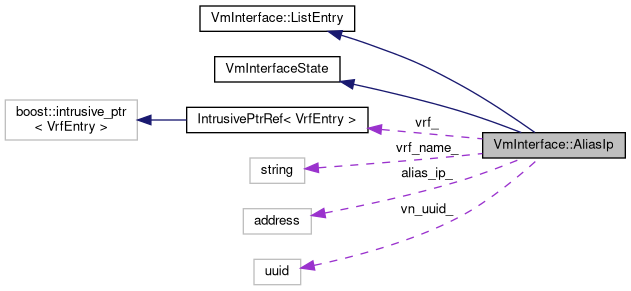 VmInterface::ListEntry
VmInterfaceState
boost::intrusive_ptr
< VrfEntry >
IntrusivePtrRef< VrfEntry >
vrf_
VmInterface::AliasIp
vrf_name_
string
alias_ip_
address
vn_uuid_
uuid